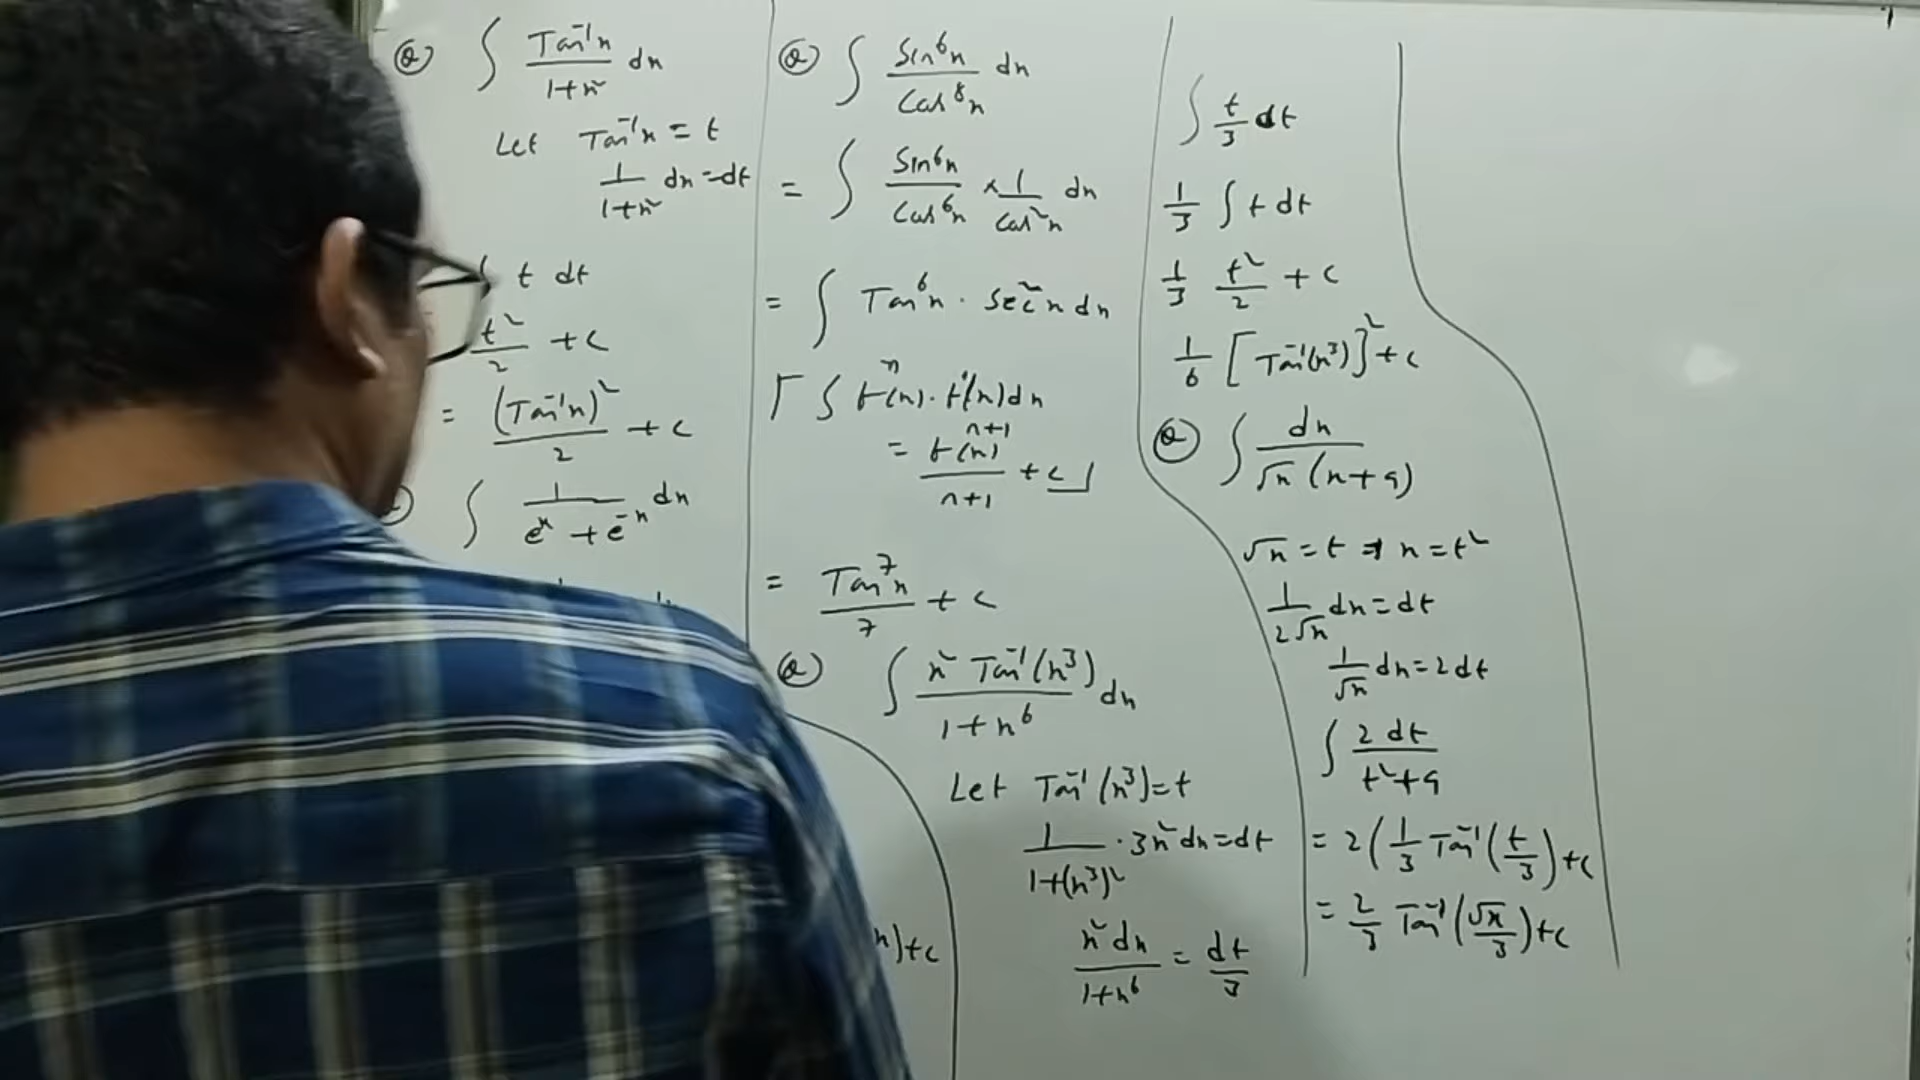 Q ∫ Tan⁻¹x / 1+x² dx
Let Tan⁻¹x = t
1 / 1+x² dx = dt
t dt
t² / 2 + c
= (Tan⁻¹x)² / 2 + c
∫ 1 / eˣ + e⁻ˣ dx
x) + c
Q ∫ Sin⁶x / Cos⁸x dx
= ∫ Sin⁶x / Cos⁶x × 1 / Cos²x dx
= ∫ Tan⁶x · Sec²x dx
∫ fⁿ(x) · f'(x) dx
= fⁿ⁺¹(x) / n+1 + c
= Tan⁷x / 7 + c
Q ∫ x² Tan⁻¹(x³) / 1+x⁶ dx
Let Tan⁻¹(x³) = t
1 / 1+(x³)² · 3x² dx = dt
x² dx / 1+x⁶ = dt / 3
∫ t/3 dt
1/3 ∫ t dt
1/3 t²/2 + c
1/6 [Tan⁻¹(x³)]² + c
Q ∫ dx / √x (x+9)
√x = t ⇒ x = t²
1 / 2√x dx = dt
1 / √x dx = 2dt
∫ 2 dt / t²+9
= 2 (1/3 Tan⁻¹(t/3) + c
= 2/3 Tan⁻¹(√x/3) + c